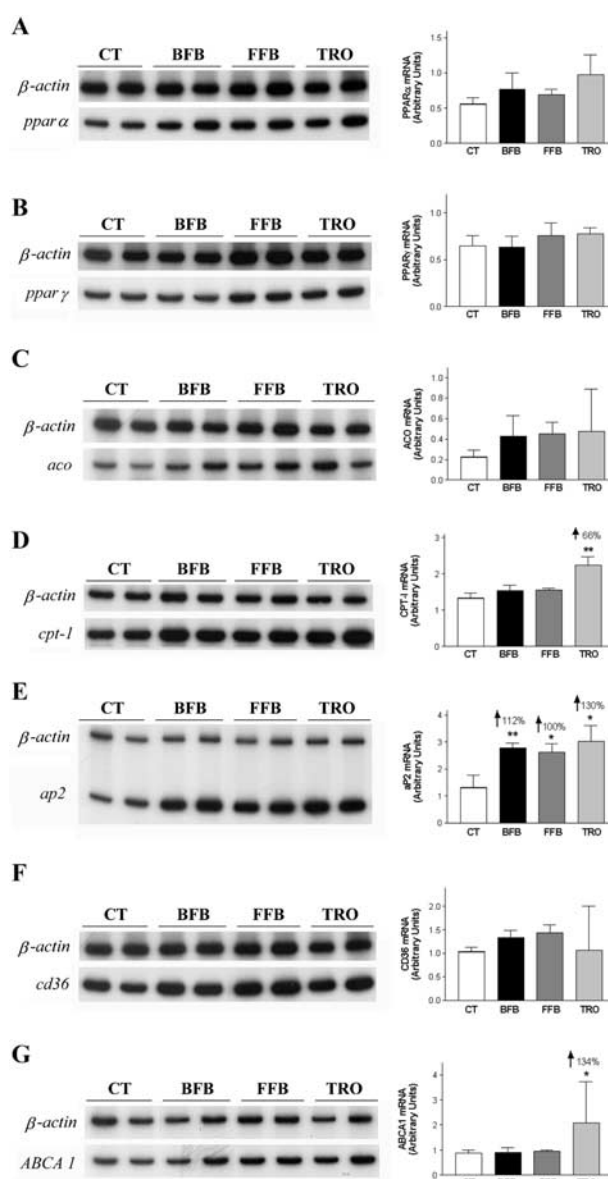 A
CT BFB FFB TRO
β-actin
ppar α
PPARα mRNA
(Arbitrary Units)
1.5
1.0
0.5
0
CT BFB FFB TRO
B
CT BFB FFB TRO
β-actin
ppar γ
PPARγ mRNA
(Arbitrary Units)
1.0
0.5
0
CT BFB FFB TRO
C
CT BFB FFB TRO
β-actin
aco
ACO mRNA
(Arbitrary Units)
1.0
0.8
0.6
0.4
0.2
0
CT BFB FFB TRO
D
CT BFB FFB TRO
β-actin
cpt-1
CPT-I mRNA
(Arbitrary Units)
3
2
1
0
66%
**
CT BFB FFB TRO
E
CT BFB FFB TRO
β-actin
ap2
aP2 mRNA
(Arbitrary Units)
4
3
2
1
0
112% 100% 130%
** * *
CT BFB FFB TRO
F
CT BFB FFB TRO
β-actin
cd36
CD36 mRNA
(Arbitrary Units)
2.0
1.5
1.0
0.5
0
CT BFB FFB TRO
G
CT BFB FFB TRO
β-actin
ABCA 1
ABCA1 mRNA
(Arbitrary Units)
4
3
2
1
0
134%
*
CT BFB FFB TRO